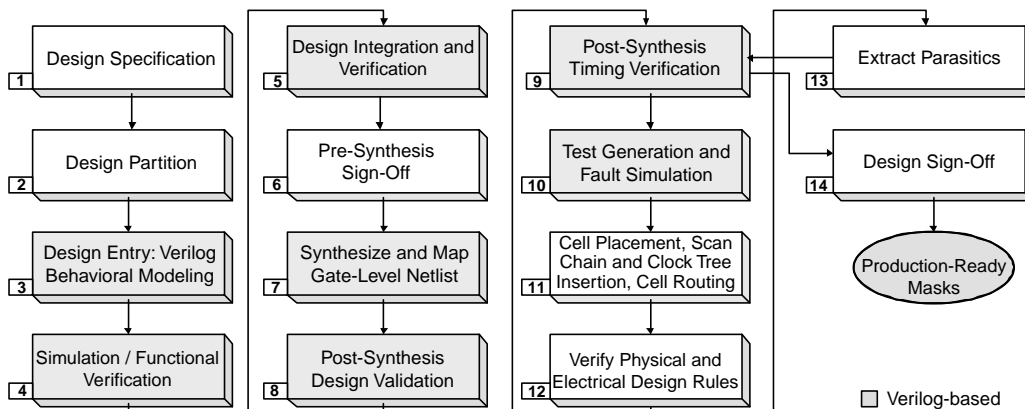 Design Specification
1
Design Partition
2
Design Entry: Verilog
Behavioral Modeling
3
Simulation / Functional
Verification
4
Design Integration and
Verification
5
Pre-Synthesis
Sign-Off
6
Synthesize and Map
Gate-Level Netlist
7
Post-Synthesis
Design Validation
8
Post-Synthesis
Timing Verification
9
Test Generation and
Fault Simulation
10
Cell Placement, Scan
Chain and Clock Tree
Insertion, Cell Routing
11
Verify Physical and
Electrical Design Rules
12
Extract Parasitics
13
Design Sign-Off
14
Production-Ready
Masks
Verilog-based